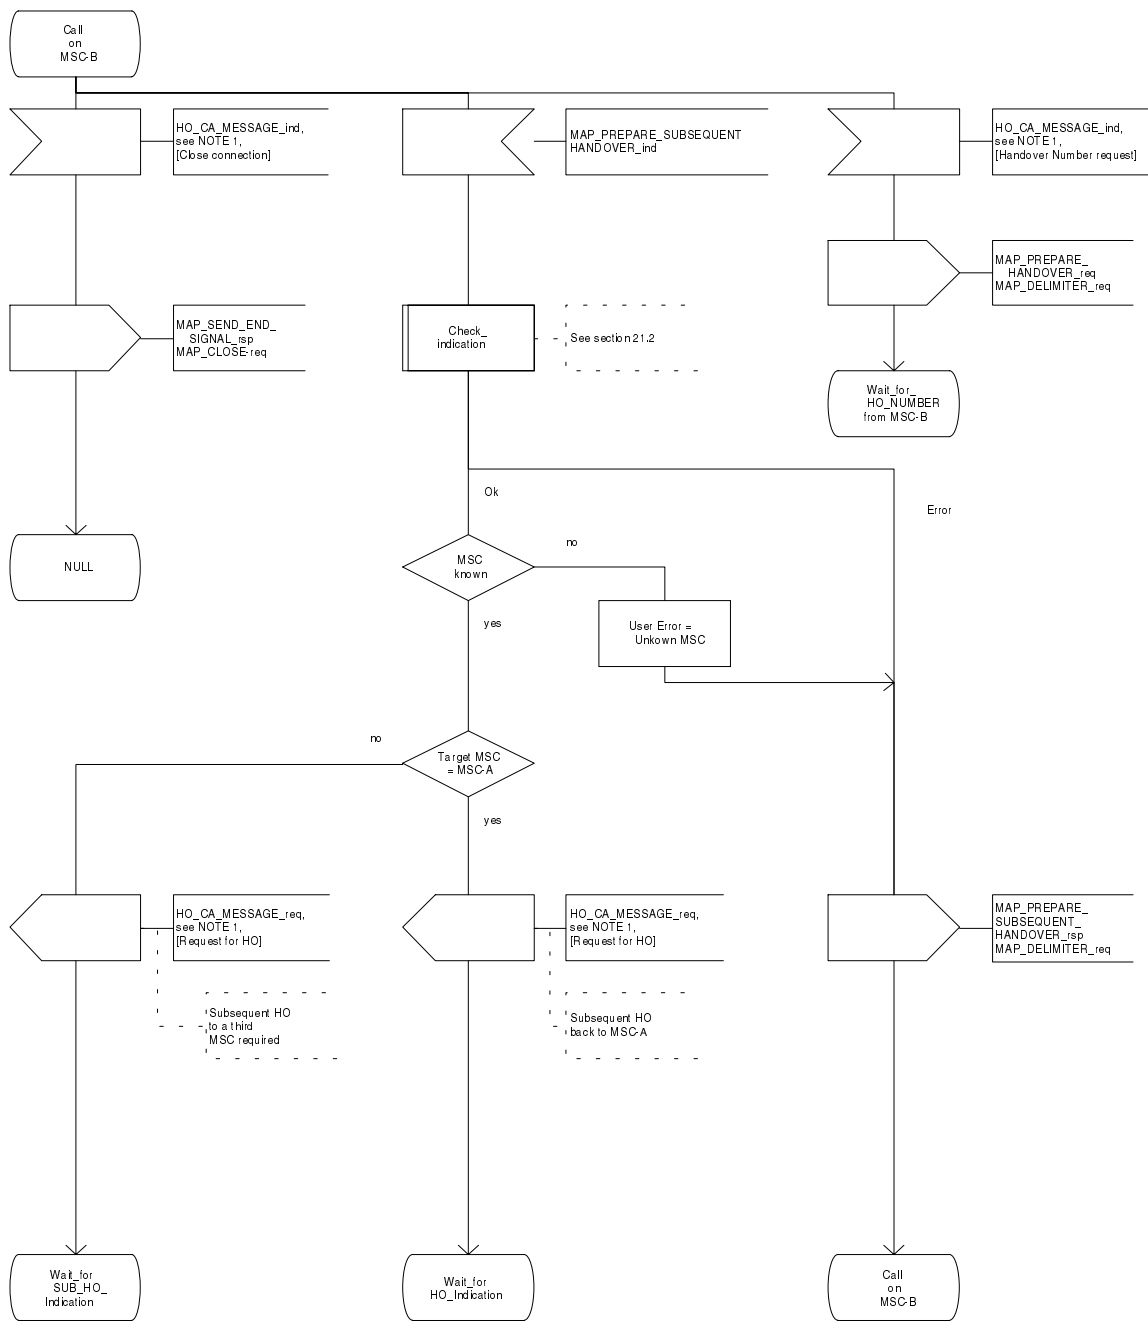 Call
on
MSC-B
HO_CA_MESSAGE_ind,
see NOTE 1,
[Close connection]
MAP_PREPARE_SUBSEQUENT
HANDOVER_ind
HO_CA_MESSAGE_ind,
see NOTE 1,
[Handover Number request]
MAP_PREPARE_
HANDOVER_req
MAP_DELIMITER_req
MAP_SEND_END_
SIGNAL_rsp
MAP_CLOSE-req
Check_
indication
See section 21.2
Wait_for_
HO_NUMBER
from MSC-B
Ok
Error
NULL
MSC
known
no
yes
User Error =
Unkown MSC
no
Target MSC
= MSC-A
yes
HO_CA_MESSAGE_req,
see NOTE 1,
[Request for HO]
HO_CA_MESSAGE_req,
see NOTE 1,
[Request for HO]
MAP_PREPARE_
SUBSEQUENT_
HANDOVER_rsp
MAP_DELIMITER_req
Subsequent HO
to a third
MSC required
Subsequent HO
back to MSC-A
Wait_for
SUB_HO_
Indication
Wait_for
HO_Indication
Call
on
MSC-B